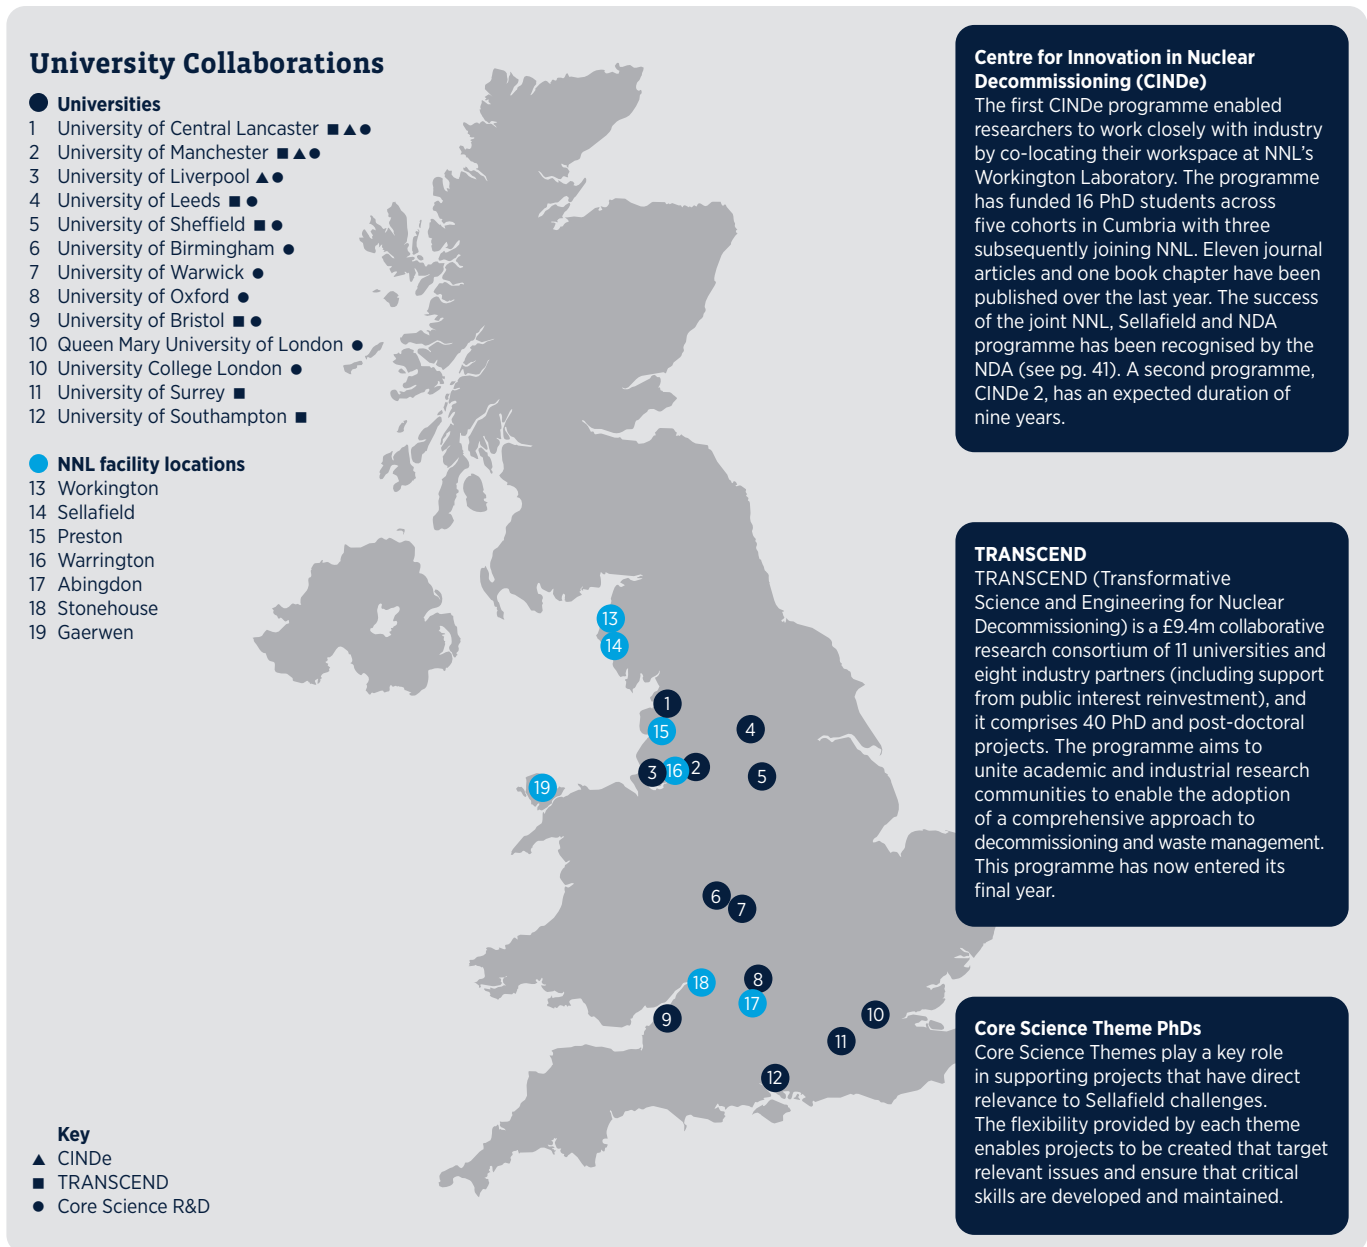 University Collaborations
● Universities
1 University of Central Lancaster ■ ▲ ●
2 University of Manchester ■ ▲ ●
3 University of Liverpool ▲ ●
4 University of Leeds ■ ●
5 University of Sheffield ■ ●
6 University of Birmingham ●
7 University of Warwick ●
8 University of Oxford ●
9 University of Bristol ■ ●
10 Queen Mary University of London ●
10 University College London ●
11 University of Surrey ■
12 University of Southampton ■
● NNL facility locations
13 Workington
14 Sellafield
15 Preston
16 Warrington
17 Abingdon
18 Stonehouse
19 Gaerwen
13
14
1
15
4
3
16
2
5
19
6
7
18
8
17
9
10
11
12
Key
▲ CINDe
■ TRANSCEND
● Core Science R&D
Centre for Innovation in Nuclear
Decommissioning (CINDe)
The first CINDe programme enabled
researchers to work closely with industry
by co-locating their workspace at NNL’s
Workington Laboratory. The programme
has funded 16 PhD students across
five cohorts in Cumbria with three
subsequently joining NNL. Eleven journal
articles and one book chapter have been
published over the last year. The success
of the joint NNL, Sellafield and NDA
programme has been recognised by the
NDA (see pg. 41). A second programme,
CINDe 2, has an expected duration of
nine years.
TRANSCEND
TRANSCEND (Transformative
Science and Engineering for Nuclear
Decommissioning) is a £9.4m collaborative
research consortium of 11 universities and
eight industry partners (including support
from public interest reinvestment), and
it comprises 40 PhD and post-doctoral
projects. The programme aims to
unite academic and industrial research
communities to enable the adoption
of a comprehensive approach to
decommissioning and waste management.
This programme has now entered its
final year.
Core Science Theme PhDs
Core Science Themes play a key role
in supporting projects that have direct
relevance to Sellafield challenges.
The flexibility provided by each theme
enables projects to be created that target
relevant issues and ensure that critical
skills are developed and maintained.